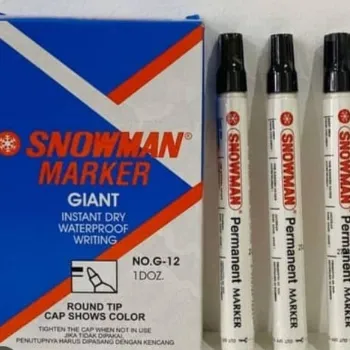 SNOWMAN
MARKER
GIANT
INSTANT DRY
WATERPROOF
WRITING
NO.G-12
1 DOZ.
ROUND TIP
CAP SHOWS COLOR
TIGHTEN THE CAP WHEN NOT IN USE
JIKA TIDAK DIPAKAI
PENUTUPNYA HARUS DIPASANG DENGAN KENCANG
SNOWMAN
Permanent MARKER
SNOWMAN
Permanent MARKER
SNOWMAN
Permanent MARKER